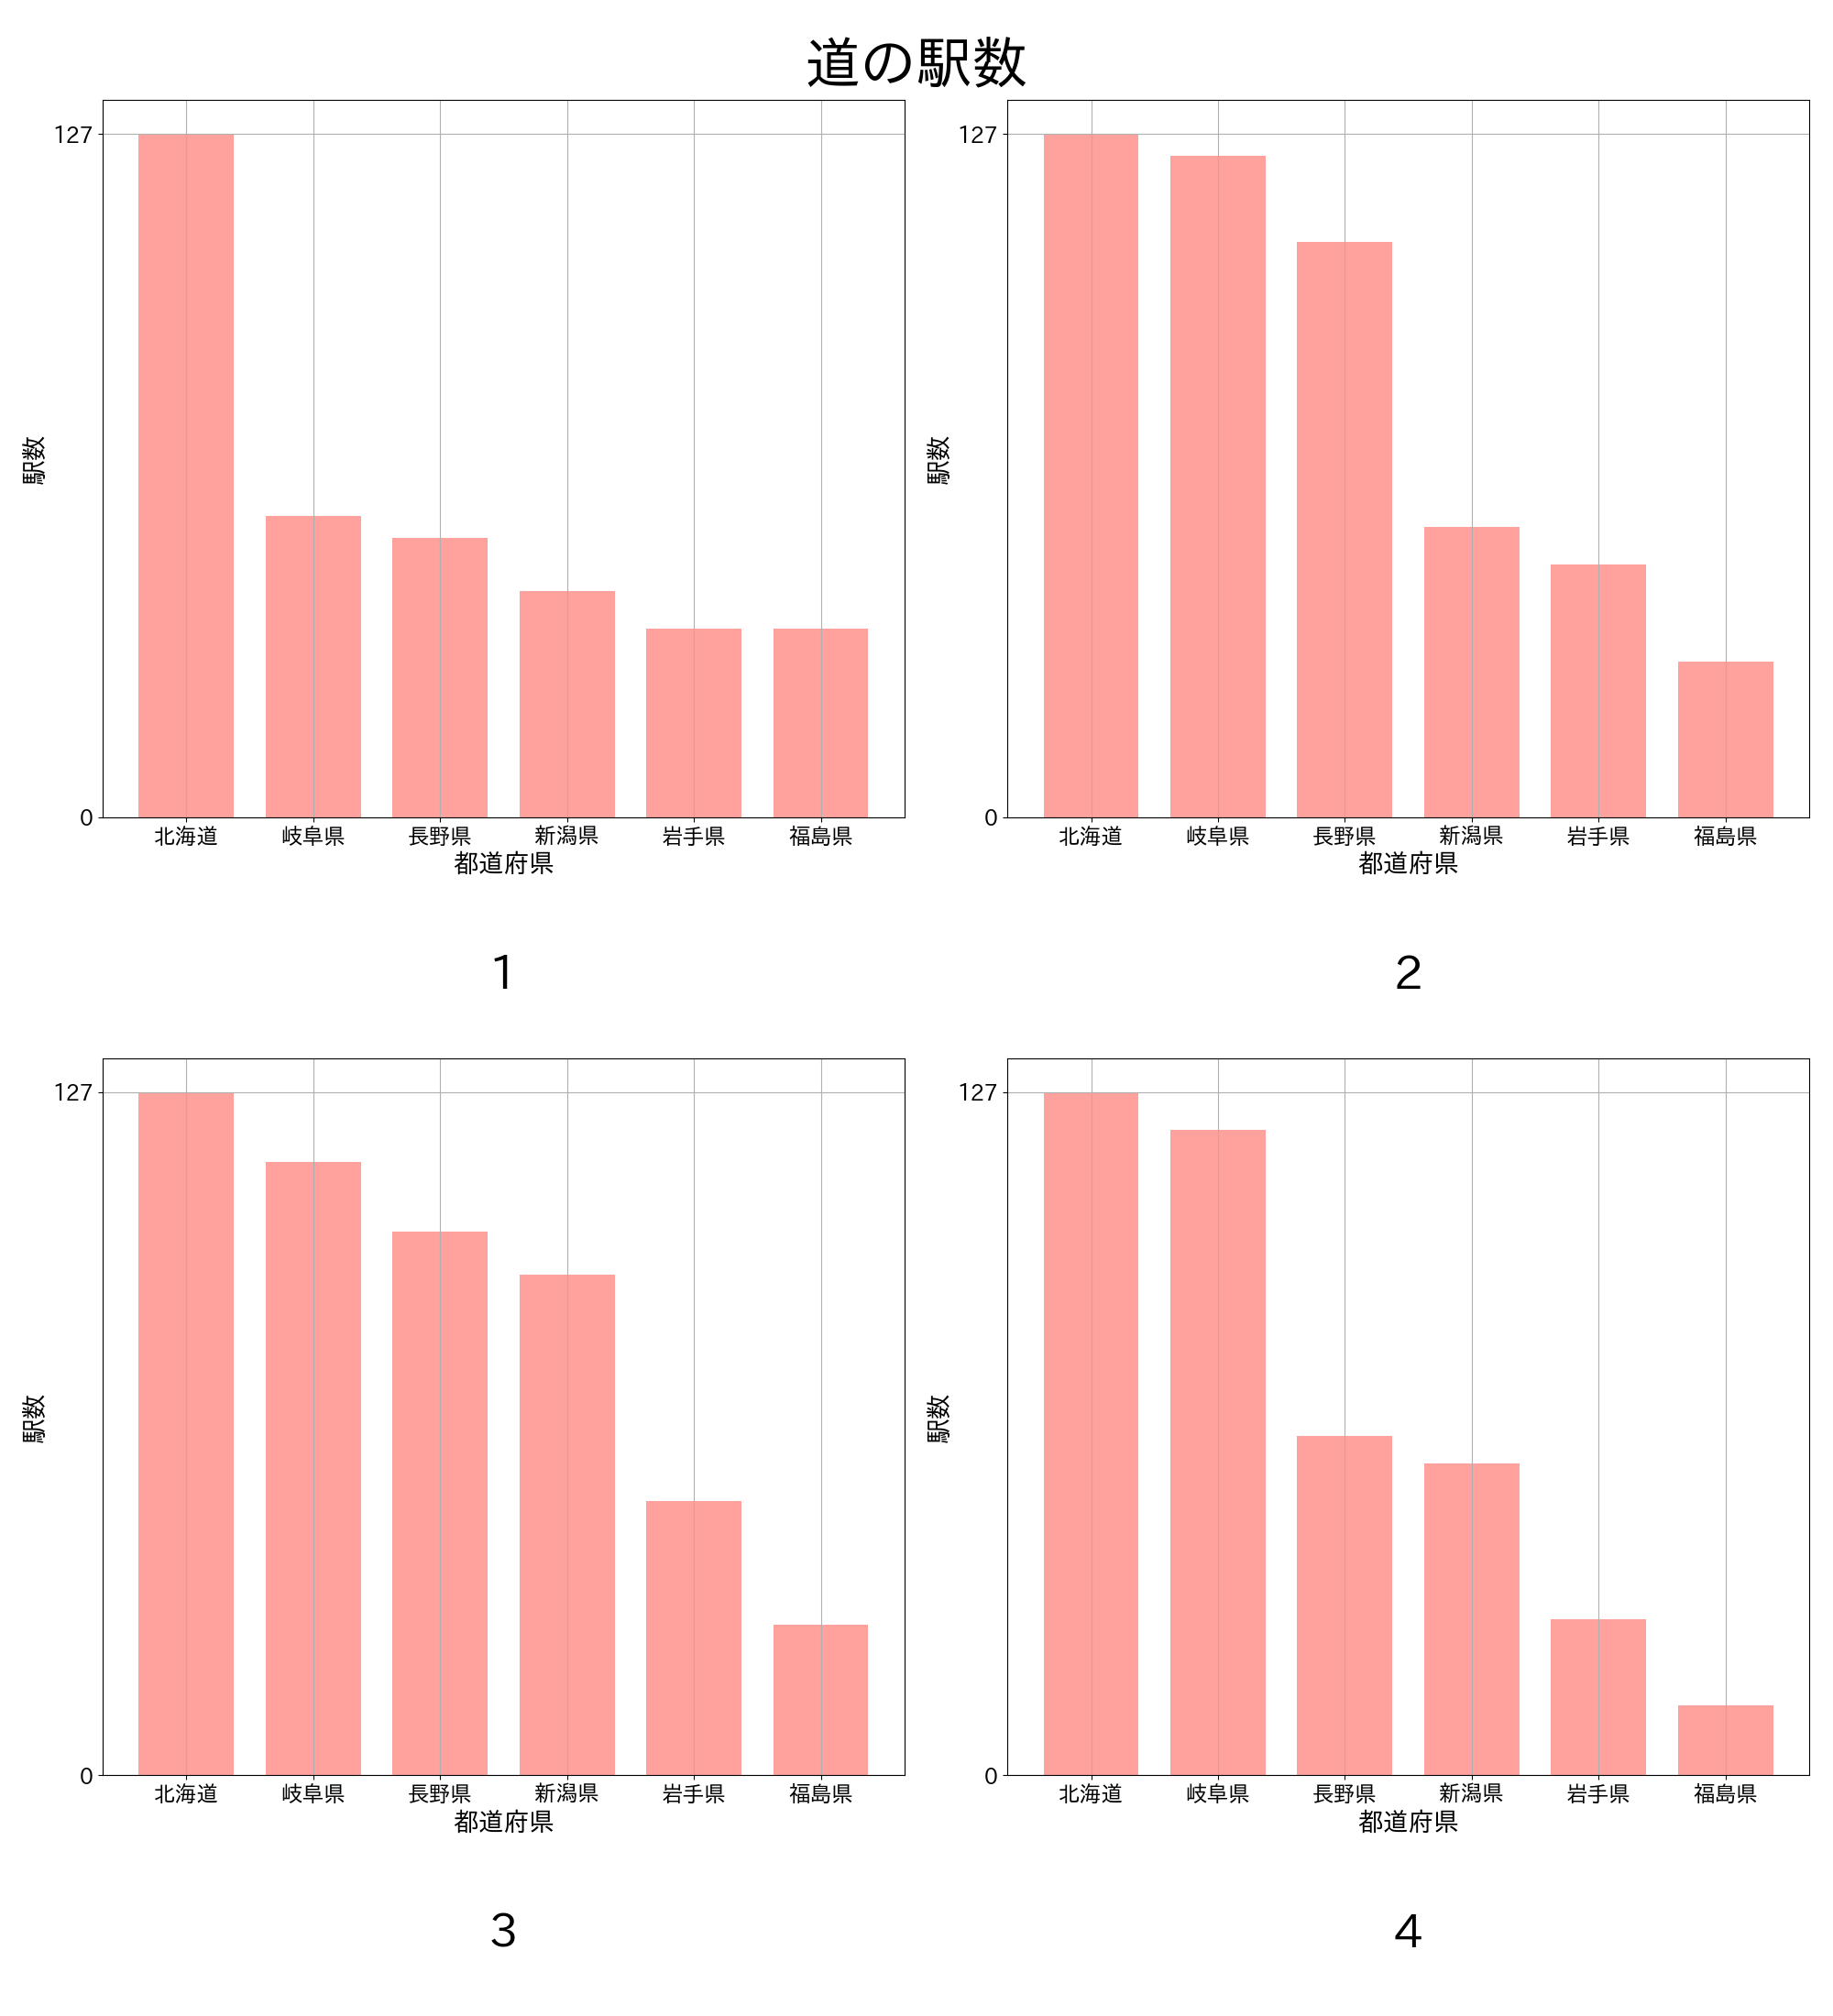 道の駅数
127
0
駅数
北海道 岐阜県 長野県 新潟県 岩手県 福島県
都道府県
1
127
0
駅数
北海道 岐阜県 長野県 新潟県 岩手県 福島県
都道府県
2
127
0
駅数
北海道 岐阜県 長野県 新潟県 岩手県 福島県
都道府県
3
127
0
駅数
北海道 岐阜県 長野県 新潟県 岩手県 福島県
都道府県
4